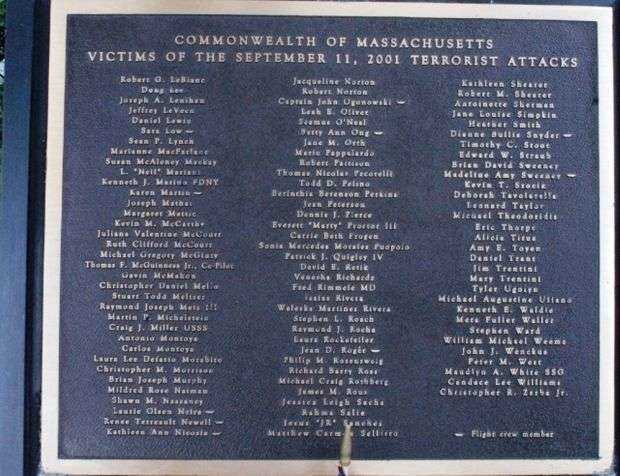 COMMONWEALTH OF MASSACHUSETTS
VICTIMS OF THE SEPTEMBER 11, 2001 TERRORIST ATTACKS
Robert G. LeBlanc
Dong Lee
Joseph A. Lenihan
Jeffrey LeVeen
Daniel Lewin
Sara Low —
Sean P. Lynch
Marianne MacFarlane
Susan McAloney Mackay
L. "Neil" Mariani
Kenneth J. Marino FDNY
Karen Martin —
Joseph Mathai
Margaret Mattic
Kevin M. McCarthy
Juliana Valentine McCourt
Ruth Clifford McCourt
Michael Gregory McGinty
Thomas F. McGuinness Jr., Co-Pilot
Gavin McMahon
Christopher Daniel Mello
Stuart Todd Meltzer
Raymond Joseph Metz III
Martin P. Michelstein
Craig J. Miller USSS
Antonio Montoya
Carlos Montoya
Laura Lee Defazio Morabito
Christopher M. Morrison
Brian Joseph Murphy
Mildred Rose Naiman
Shawn M. Nassaney
Laurie Olsen Neira —
Renee Tetreault Newell —
Kathleen Ann Nicosia —
Jacqueline Norton
Robert Norton
Captain John Ogonowski —
Leah E. Oliver
Seamus O'Neal
Betty Ann Ong —
Jane M. Orth
Marie Pappalardo
Robert Pattison
Thomas Nicholas Pecorelli
Todd D. Pelino
Berinthia Berenson Perkins
Jean Peterson
Dennis J. Pierce
Everett "Marty" Proctor III
Carrie Beth Progen
Sonia Mercedes Morales Puopolo
Patrick J. Quigley IV
David E. Retik
Venesha Richards
Fred Rimmele MD
Isaias Rivera
Waleska Martinez Rivera
Stephen L. Roach
Raymond J. Rocha
Laura Rockefeller
Jean D. Rogér —
Philip M. Rosenzweig
Richard Barry Ross
Michael Craig Rothberg
James M. Roux
Jessica Leigh Sachs
Rahma Salie
Jesus "JR" Sanchez
Matthew Carmen Sellitto
Kathleen Shearer
Robert M. Shearer
Antoinette Sherman
Jane Louise Simpkin
Heather Smith
Dianne Bullis Snyder —
Timothy C. Stout
Edward W. Straub
Brian David Sweeney
Madeline Amy Sweeney —
Kevin T. Szocik
Deborah Tavolarella
Leonard Taylor
Michael Theodoridis
Eric Thorpe
Alicia Titus
Amy E. Toyen
Daniel Trant
Jim Trentini
Mary Trentini
Tyler Ugolyn
Michael Augustine Uliano
Kenneth E. Waldie
Meta Fuller Waller
Stephen Ward
William Michael Weems
John J. Wenckus
Peter M. West
Maudlyn A. White SSG
Candace Lee Williams
Christopher R. Zarba Jr.
— Flight crew member